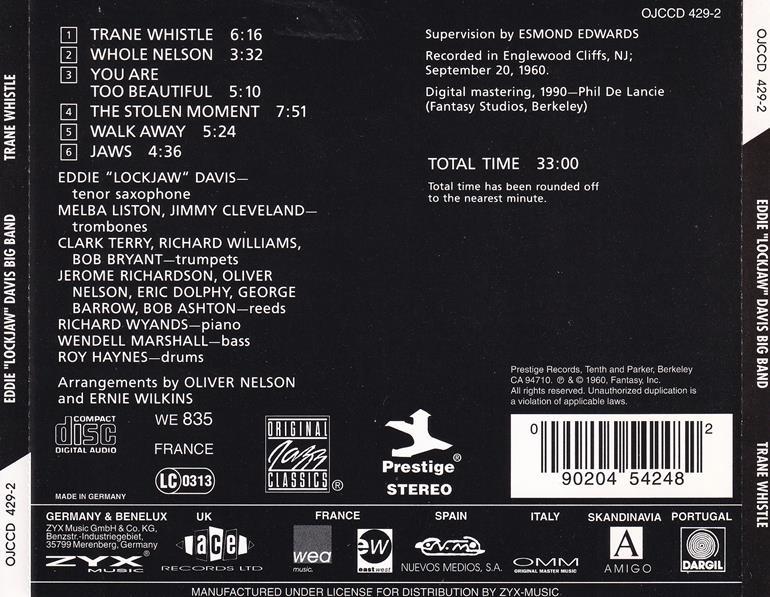 OJCCD 429-2
1 TRANE WHISTLE 6:16
2 WHOLE NELSON 3:32
3 YOU ARE
TOO BEAUTIFUL 5:10
4 THE STOLEN MOMENT 7:51
5 WALK AWAY 5:24
6 JAWS 4:36
EDDIE "LOCKJAW" DAVIS—
tenor saxophone
MELBA LISTON, JIMMY CLEVELAND—
trombones
CLARK TERRY, RICHARD WILLIAMS,
BOB BRYANT—trumpets
JEROME RICHARDSON, OLIVER
NELSON, ERIC DOLPHY, GEORGE
BARROW, BOB ASHTON—reeds
RICHARD WYANDS—piano
WENDELL MARSHALL—bass
ROY HAYNES—drums
Arrangements by OLIVER NELSON
and ERNIE WILKINS
Supervision by ESMOND EDWARDS
Recorded in Englewood Cliffs, NJ;
September 20, 1960.
Digital mastering, 1990—Phil De Lancie
(Fantasy Studios, Berkeley)
TOTAL TIME 33:00
Total time has been rounded off
to the nearest minute.
Prestige Records, Tenth and Parker, Berkeley
CA 94710. ℗ & © 1960, Fantasy, Inc.
All rights reserved. Unauthorized duplication is
a violation of applicable laws.
COMPACT
disc
DIGITAL AUDIO
MADE IN GERMANY
WE 835
FRANCE
LC 0313
ORIGINAL
Jazz
CLASSICS ®
Prestige ®
STEREO
0 90204 54248 2
GERMANY & BENELUX
ZYX Music GmbH & Co. KG,
Benzstr.-Industriegebiet,
35799 Merenberg, Germany
ZYX ®
MUSIC
UK
ace
RECORDS LTD
FRANCE
wea
music.
ew
eastwest
SPAIN
n.m.
NUEVOS MEDIOS, S.A.
ITALY
OMM
ORIGINAL MASTER MUSIC
SKANDINAVIA
A
AMIGO
PORTUGAL
DARGIL
MANUFACTURED UNDER LICENSE FOR DISTRIBUTION BY ZYX-MUSIC
OJCCD 429-2 EDDIE "LOCKJAW" DAVIS BIG BAND TRANE WHISTLE
OJCCD 429-2 EDDIE "LOCKJAW" DAVIS BIG BAND TRANE WHISTLE